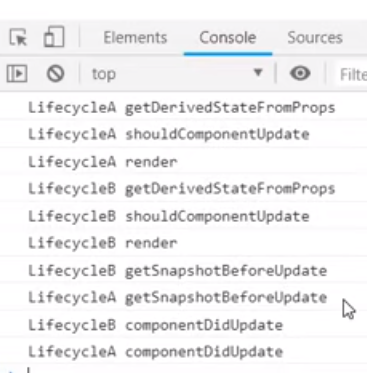 Elements Console Sources
top Filte
LifecycleA getDerivedStateFromProps
LifecycleA shouldComponentUpdate
LifecycleA render
LifecycleB getDerivedStateFromProps
LifecycleB shouldComponentUpdate
LifecycleB render
LifecycleB getSnapshotBeforeUpdate
LifecycleA getSnapshotBeforeUpdate
LifecycleB componentDidUpdate
LifecycleA componentDidUpdate